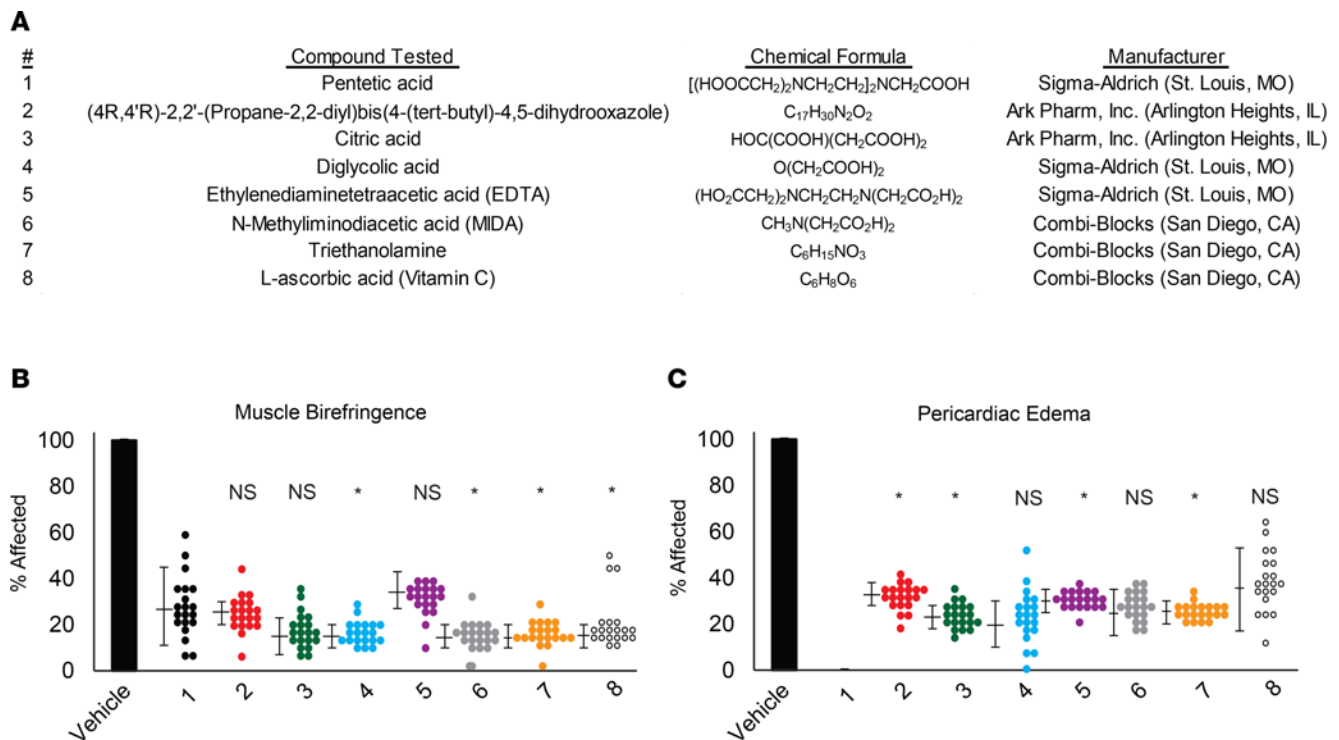 A
# Compound Tested Chemical Formula Manufacturer
1 Pentetic acid [(HOOCCH₂)₂NCH₂CH₂]₂NCH₂COOH Sigma-Aldrich (St. Louis, MO)
2 (4R,4'R)-2,2'-(Propane-2,2-diyl)bis(4-(tert-butyl)-4,5-dihydrooxazole) C₁₇H₃₀N₂O₂ Ark Pharm, Inc. (Arlington Heights, IL)
3 Citric acid HOC(COOH)(CH₂COOH)₂ Ark Pharm, Inc. (Arlington Heights, IL)
4 Diglycolic acid O(CH₂COOH)₂ Sigma-Aldrich (St. Louis, MO)
5 Ethylenediaminetetraacetic acid (EDTA) (HO₂CCH₂)₂NCH₂CH₂N(CH₂CO₂H)₂ Sigma-Aldrich (St. Louis, MO)
6 N-Methyliminodiacetic acid (MIDA) CH₃N(CH₂CO₂H)₂ Combi-Blocks (San Diego, CA)
7 Triethanolamine C₆H₁₅NO₃ Combi-Blocks (San Diego, CA)
8 L-ascorbic acid (Vitamin C) C₆H₈O₆ Combi-Blocks (San Diego, CA)
B
Muscle Birefringence
% Affected
100
80
60
40
20
0
NS NS * NS * * *
Vehicle 1 2 3 4 5 6 7 8
C
Pericardiac Edema
% Affected
100
80
60
40
20
0
* * NS * NS * NS
Vehicle 1 2 3 4 5 6 7 8